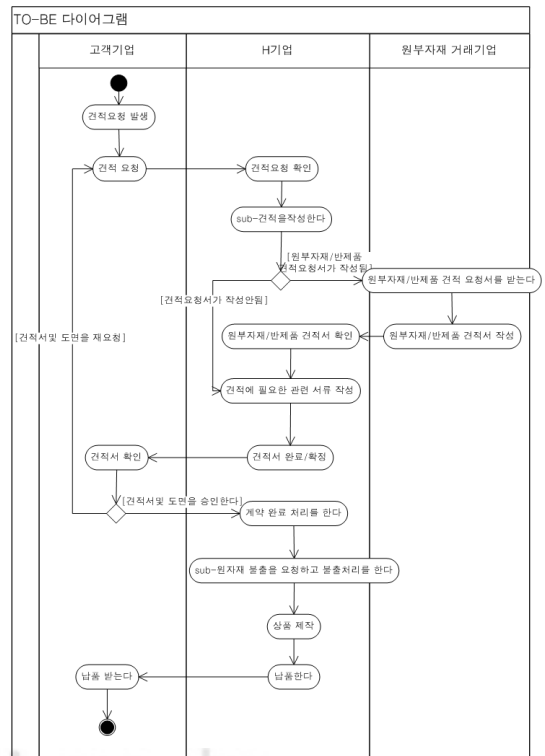 TO-BE 다이어그램
고객기업
H기업
원부자재 거래기업
견적요청 발생
견적 요청
견적요청 확인
sub-견적을작성한다
[원부자재/반제품
견적요청서가 작성됨]
원부자재/반제품 견적 요청서를 받는다
[견적요청서가 작성안됨]
[견적서및 도면을 재요청]
원부자재/반제품 견적서 확인
원부자재/반제품 견적서 작성
견적에 필요한 관련 서류 작성
견적서 확인
견적서 완료/확정
[견적서및 도면을 승인한다]
계약 완료 처리를 한다
sub-원자재 불출을 요청하고 불출처리를 한다
상품 제작
납품 받는다
납품한다